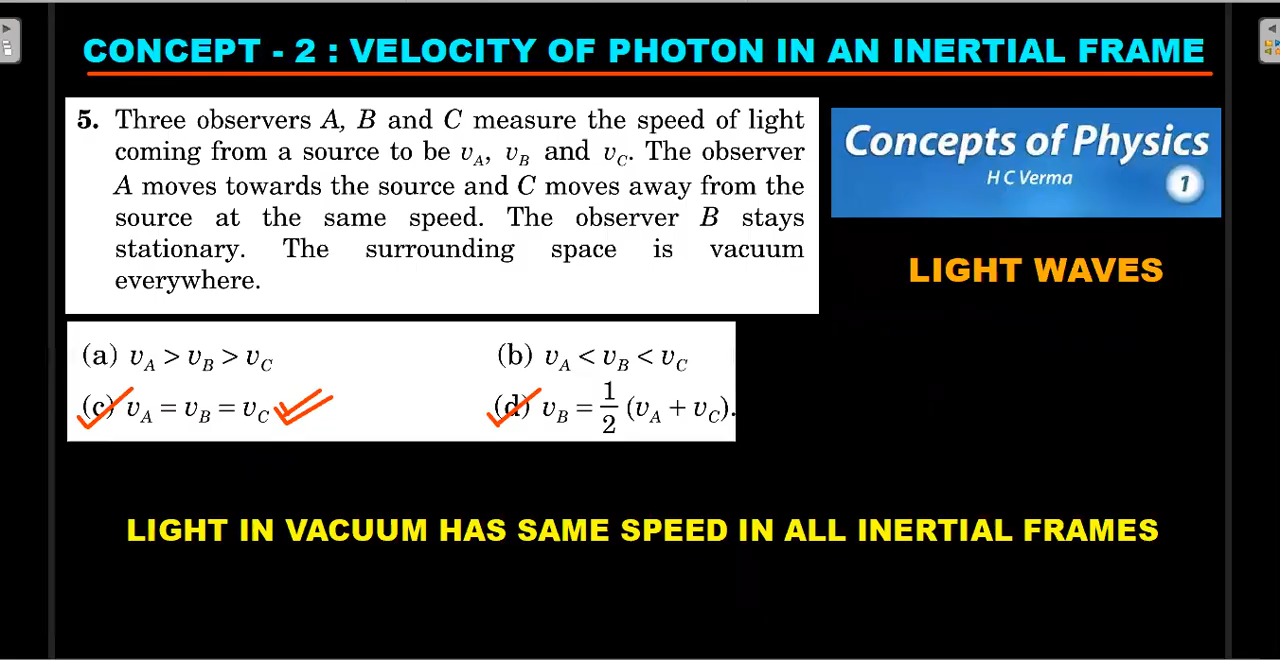 CONCEPT - 2 : VELOCITY OF PHOTON IN AN INERTIAL FRAME
5. Three observers A, B and C measure the speed of light
coming from a source to be v_A, v_B and v_C. The observer
A moves towards the source and C moves away from the
source at the same speed. The observer B stays
stationary. The surrounding space is vacuum
everywhere.
Concepts of Physics
H C Verma
1
LIGHT WAVES
(a) v_A > v_B > v_C
(b) v_A < v_B < v_C
(c) v_A = v_B = v_C
(d) v_B = 1/2 (v_A + v_C).
LIGHT IN VACUUM HAS SAME SPEED IN ALL INERTIAL FRAMES